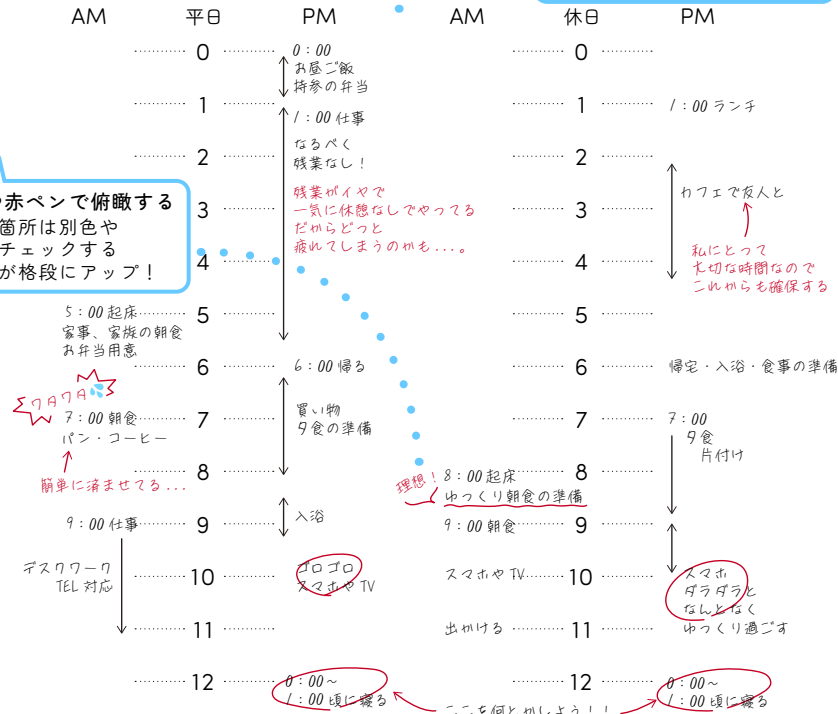 AM 平日 PM
0
1
2
3
4
5
6
7
8
9
10
11
12
5:00 起床
家事、家族の朝食
お弁当用意
ワタワタ
7:00 朝食
パン・コーヒー
簡単に済ませてる...
9:00 仕事
デスクワーク
TEL 対応
0:00
お昼ご飯
持参の弁当
1:00 仕事
なるべく
残業なし!
残業がイヤで
一気に休憩なしでやってる
だからどっと
疲れてしまうのかも...。
6:00 帰る
買い物
夕食の準備
入浴
ゴロゴロ
スマホや TV
0:00〜
1:00 頃に寝る
赤ペンで俯瞰する
箇所は別色や
チェックする
が格段にアップ!
AM 休日 PM
0
1
2
3
4
5
6
7
8
9
10
11
12
理想!
8:00 起床
ゆっくり朝食の準備
9:00 朝食
スマホや TV
出かける
1:00 ランチ
カフェで友人と
私にとって
大切な時間なので
これからも確保する
帰宅・入浴・食事の準備
7:00
夕食
片付け
スマホ
ダラダラと
なんとなく
ゆっくり過ごす
0:00〜
1:00 頃に寝る
ここを何とかしよう!!